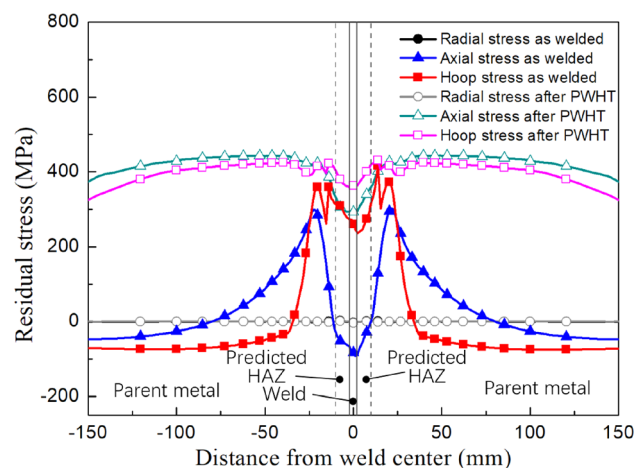 800
600
400
200
0
-200
Residual stress (MPa)
Radial stress as welded
Axial stress as welded
Hoop stress as welded
Radial stress after PWHT
Axial stress after PWHT
Hoop stress after PWHT
Predicted
HAZ
Predicted
HAZ
Parent metal
Weld
Parent metal
-150
-100
-50
0
50
100
150
Distance from weld center (mm)